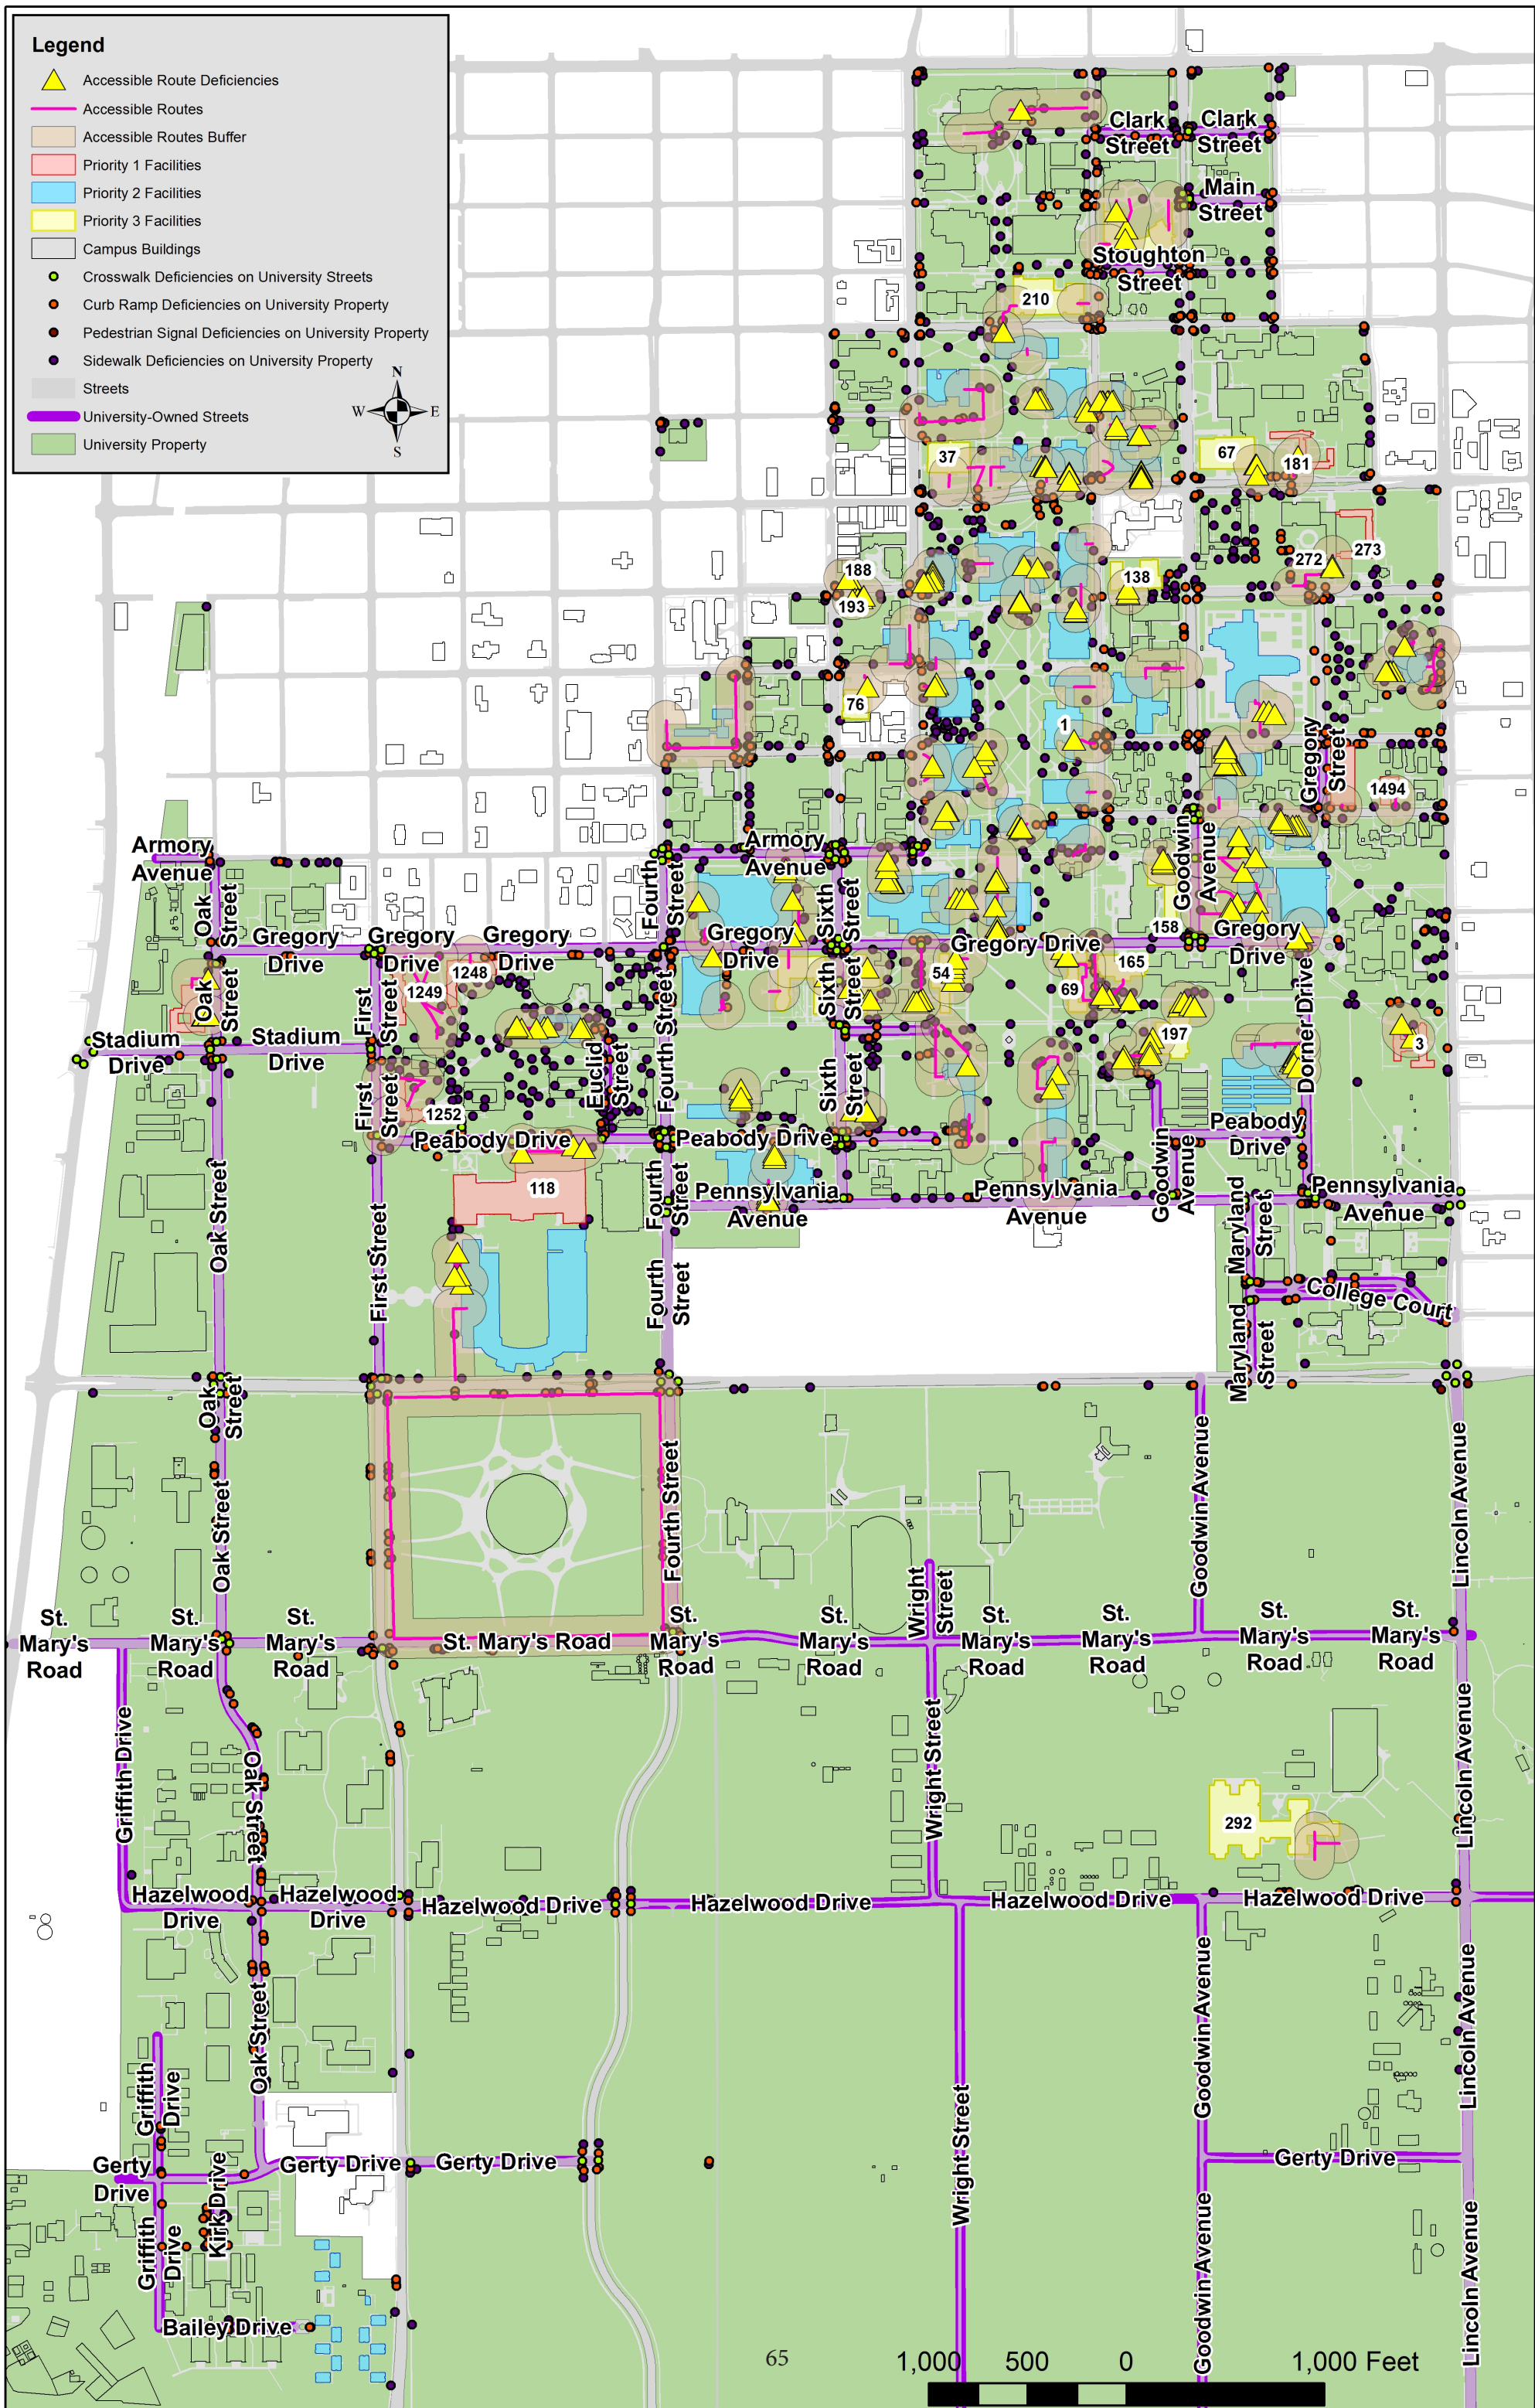 Legend
Accessible Route Deficiencies
Accessible Routes
Accessible Routes Buffer
Priority 1 Facilities
Priority 2 Facilities
Priority 3 Facilities
Campus Buildings
Crosswalk Deficiencies on University Streets
Curb Ramp Deficiencies on University Property
Pedestrian Signal Deficiencies on University Property
Sidewalk Deficiencies on University Property
Streets
University-Owned Streets
University Property
N
W
E
S
Clark
Street
Clark
Street
Main
Street
Stoughton
Street
210
37
67
181
273
272
188
138
193
76
1
Gregory
Street
1494
Armory
Avenue
Armory
Avenue
Goodwin
Avenue
Oak
Street
Fourth
Street
Sixth
Street
158
Gregory
Drive
Gregory
Drive
Gregory
Drive
Gregory
Drive
Gregory Drive
Gregory
Drive
1248
1249
54
165
69
Oak
Street
First
Street
Fourth Street
Sixth
Street
Dorner Drive
Stadium
Drive
Stadium
Drive
197
3
Euclid
Street
Fourth Street
Sixth
Street
First
Street
1252
Peabody Drive
Peabody Drive
Peabody
Drive
Goodwin
Avenue
118
Oak Street
First Street
Fourth
Street
Pennsylvania
Avenue
Pennsylvania
Avenue
Pennsylvania
Avenue
Maryland
Street
Fourth
Street
College Court
Maryland
Street
Oak
Street
Oak Street
Fourth Street
Goodwin Avenue
Lincoln Avenue
Wright
Street
St.
Mary's
Road
St.
Mary's
Road
St.
Mary's
Road
St. Mary's Road
St.
Mary's
Road
St.
Mary's
Road
St.
Mary's
Road
St.
Mary's
Road
St.
Mary's
Road
St.
Mary's
Road
Griffith Drive
Oak Street
Wright Street
Lincoln Avenue
292
Hazelwood
Drive
Hazelwood
Drive
Hazelwood Drive
Hazelwood Drive
Hazelwood Drive
Hazelwood Drive
Oak Street
Goodwin Avenue
Lincoln Avenue
Griffith
Drive
Wright Street
Gerty
Drive
Gerty Drive
Gerty Drive
Gerty Drive
Kirk Drive
Griffith
Drive
Goodwin Avenue
Lincoln Avenue
Bailey Drive
65
1,000
500
0
1,000 Feet